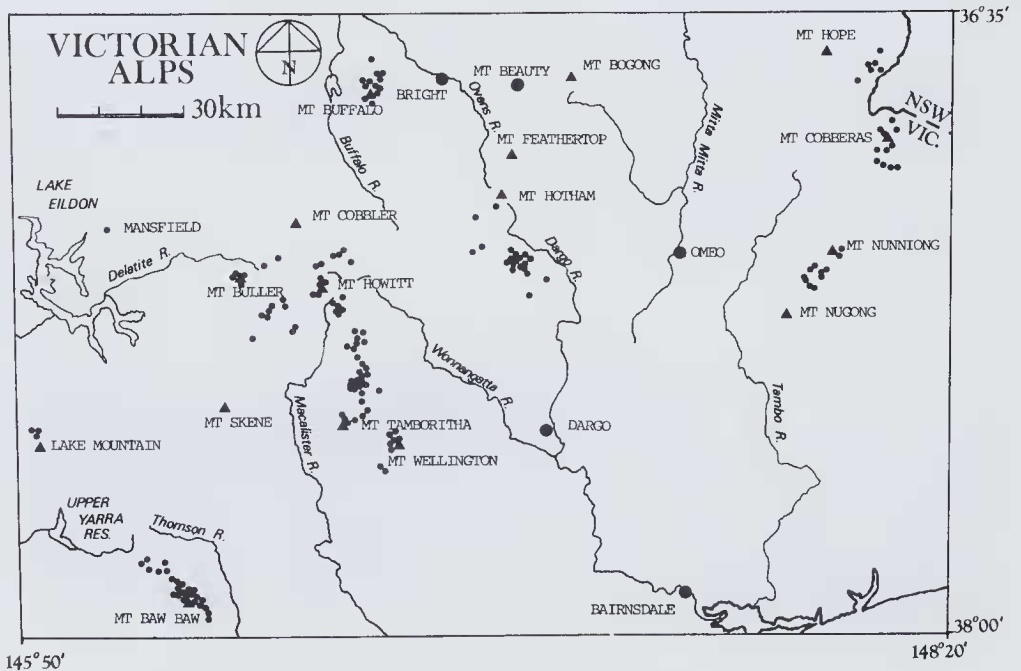 36°35'
VICTORIAN
ALPS
N
30km
MT HOPE
MT BEAUTY
MT BOGONG
BRIGHT
MT BUFFALO
Ovens R.
NSW
VIC.
Mitta Mitta R.
MT FEATHERTOP
MT COBBERAS
Buffalo R.
LAKE
EILDON
MT HOTHAM
MT COBBLER
MANSFIELD
Delatite R.
Dargo R.
OMEO
MT NUNNIONG
MT BULLER
MT HOWITT
MT NUGONG
Wonnangatta R.
Tambo R.
Macalister R.
MT SKENE
MT TAMBORITHA
DARGO
LAKE MOUNTAIN
MT WELLINGTON
UPPER
YARRA
RES.
Thomson R.
MT BAW BAW
BAIRNSDALE
38°00'
145°50'
148°20'